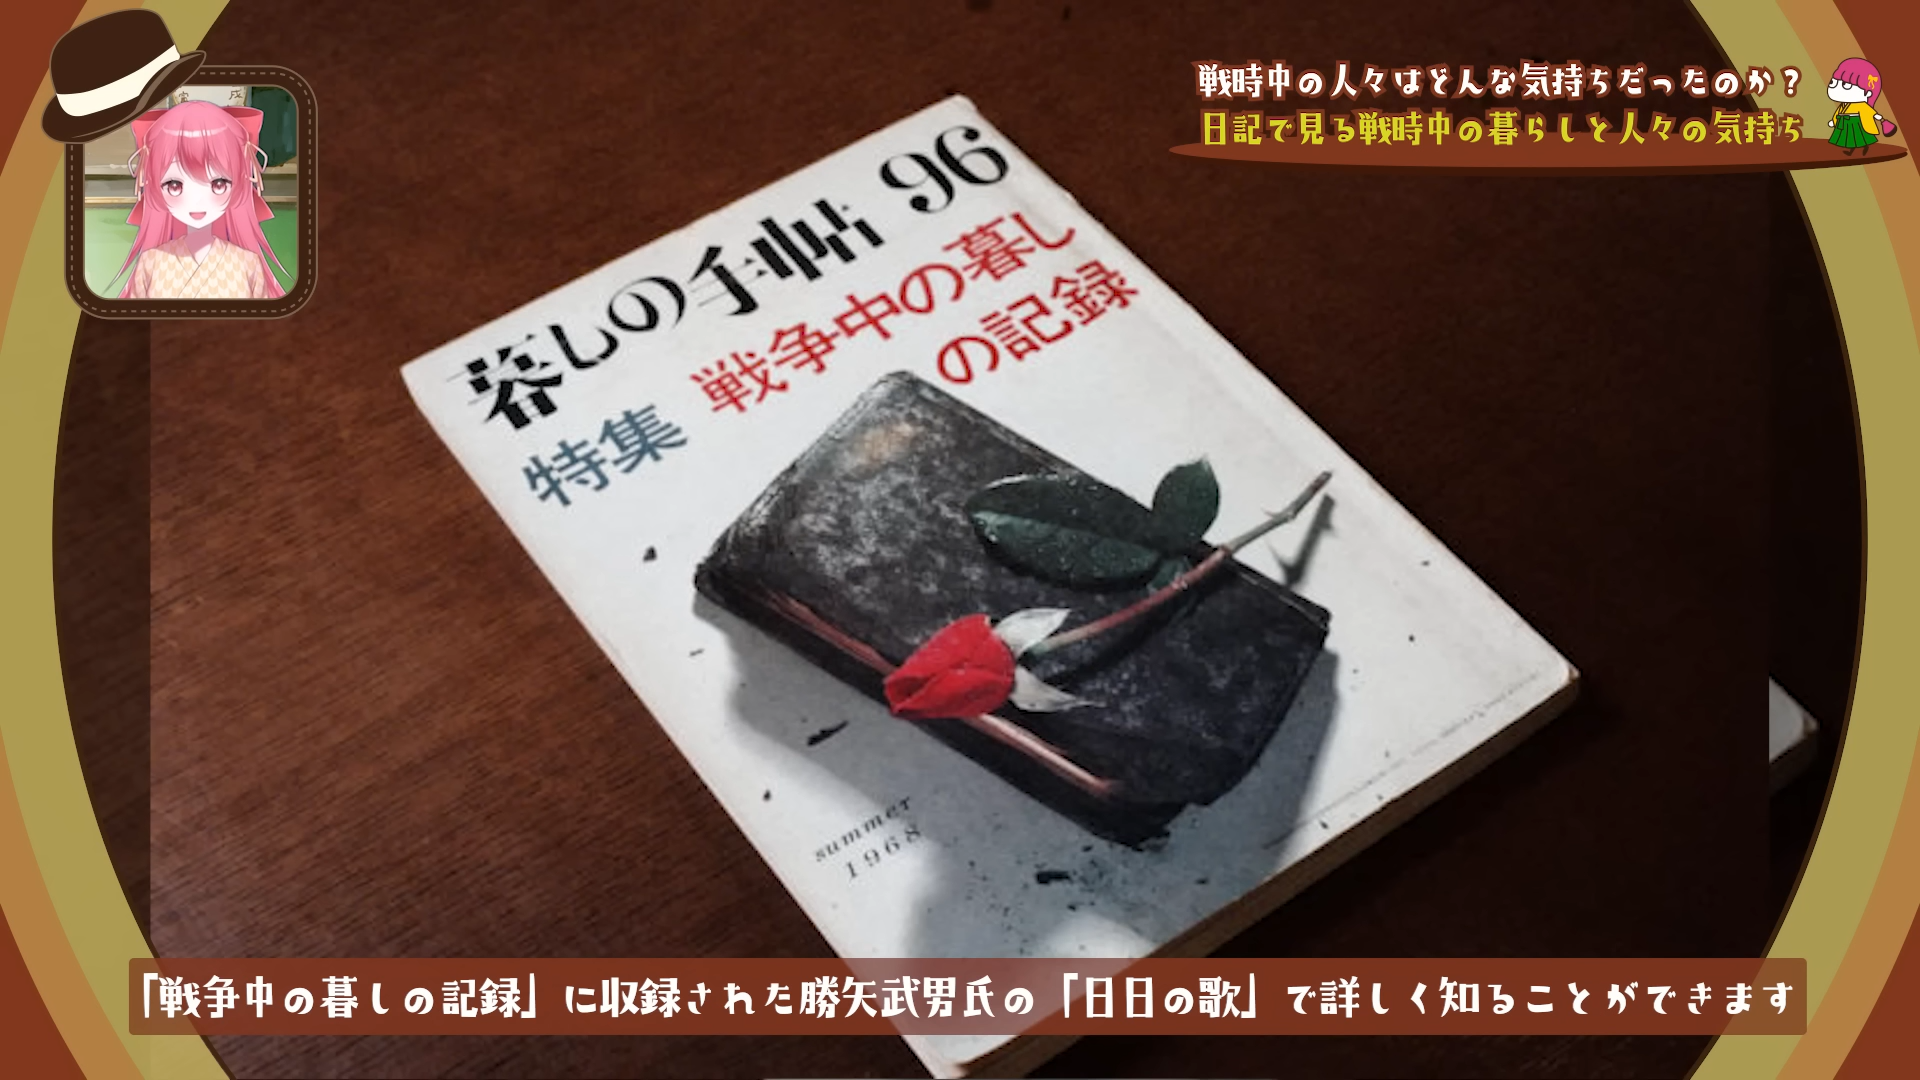 戦時中の人々はどんな気持ちだったのか？
日記で見る戦時中の暮らしと人々の気持ち
暮しの手帖 96
特集 戦争中の暮し
の記録
summer
1968
「戦争中の暮しの記録」に収録された勝矢武男氏の「日日の歌」で詳しく知ることができます